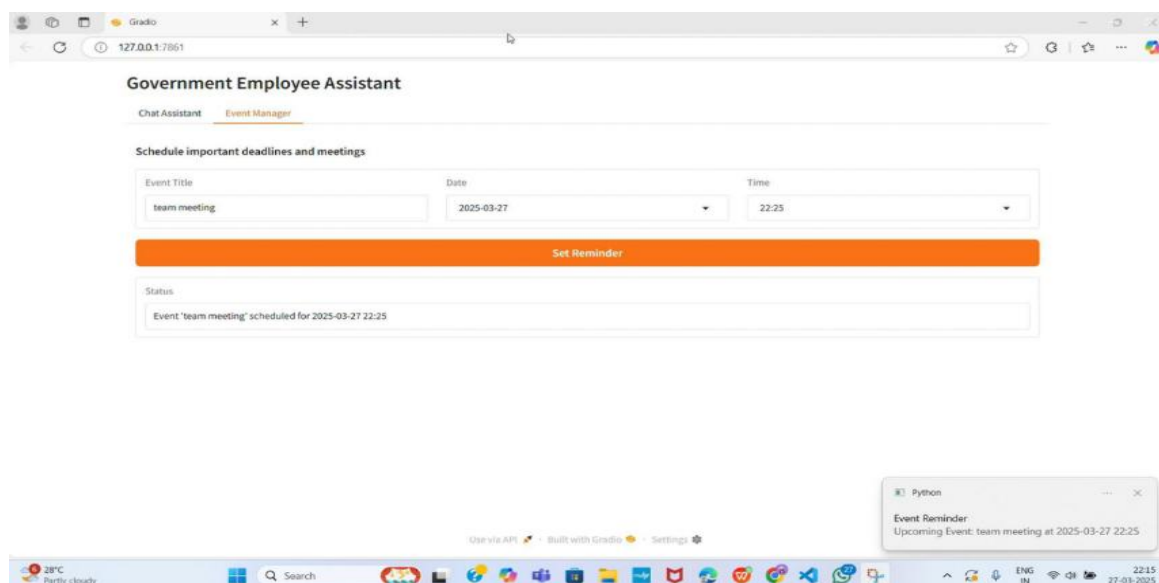 Gradio
127.0.0.1:7861
Government Employee Assistant
Chat Assistant Event Manager
Schedule important deadlines and meetings
Event Title Date Time
team meeting 2025-03-27 22:25
Set Reminder
Status
Event 'team meeting' scheduled for 2025-03-27 22:25
Python
Event Reminder
Upcoming Event: team meeting at 2025-03-27 22:25
Use via API · Built with Gradio · Settings
28°C
Partly cloudy
Search
27
ENG
IN
22:15
27-03-2025